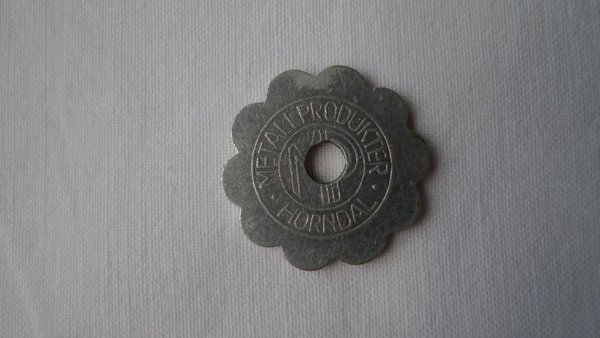 METALLPRODUKTER
· HORNDAL ·